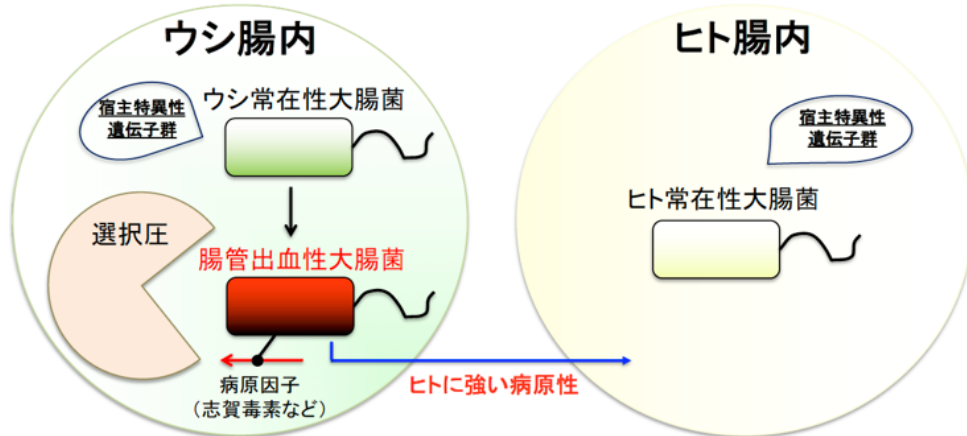 ウシ腸内
宿主特異性
遺伝子群
ウシ常在性大腸菌
選択圧
腸管出血性大腸菌
病原因子
（志賀毒素など）
ヒトに強い病原性
ヒト腸内
宿主特異性
遺伝子群
ヒト常在性大腸菌